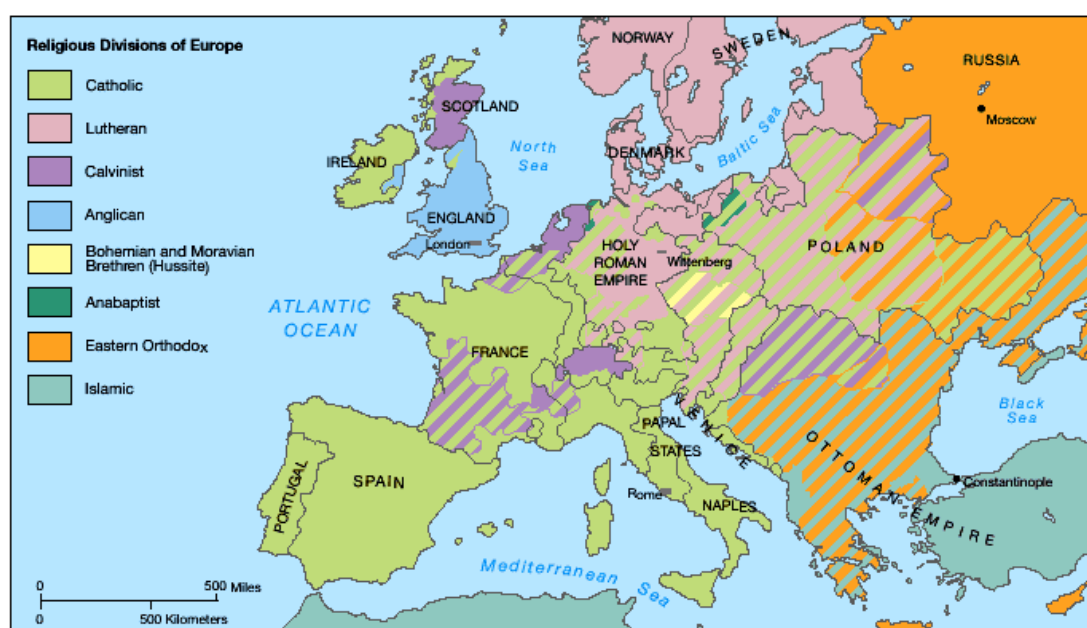 Religious Divisions of Europe
Catholic
Lutheran
Calvinist
Anglican
Bohemian and Moravian
Brethren (Hussite)
Anabaptist
Eastern Orthodox
Islamic
NORWAY
SWEDEN
RUSSIA
Moscow
SCOTLAND
North
Sea
Baltic Sea
DENMARK
IRELAND
ENGLAND
London
HOLY
ROMAN
EMPIRE
Wittenberg
POLAND
ATLANTIC
OCEAN
FRANCE
VENICE
PAPAL
STATES
Black
Sea
OTTOMAN EMPIRE
Constantinople
PORTUGAL
SPAIN
Rome
NAPLES
Mediterranean Sea
0 500 Miles
0 500 Kilometers